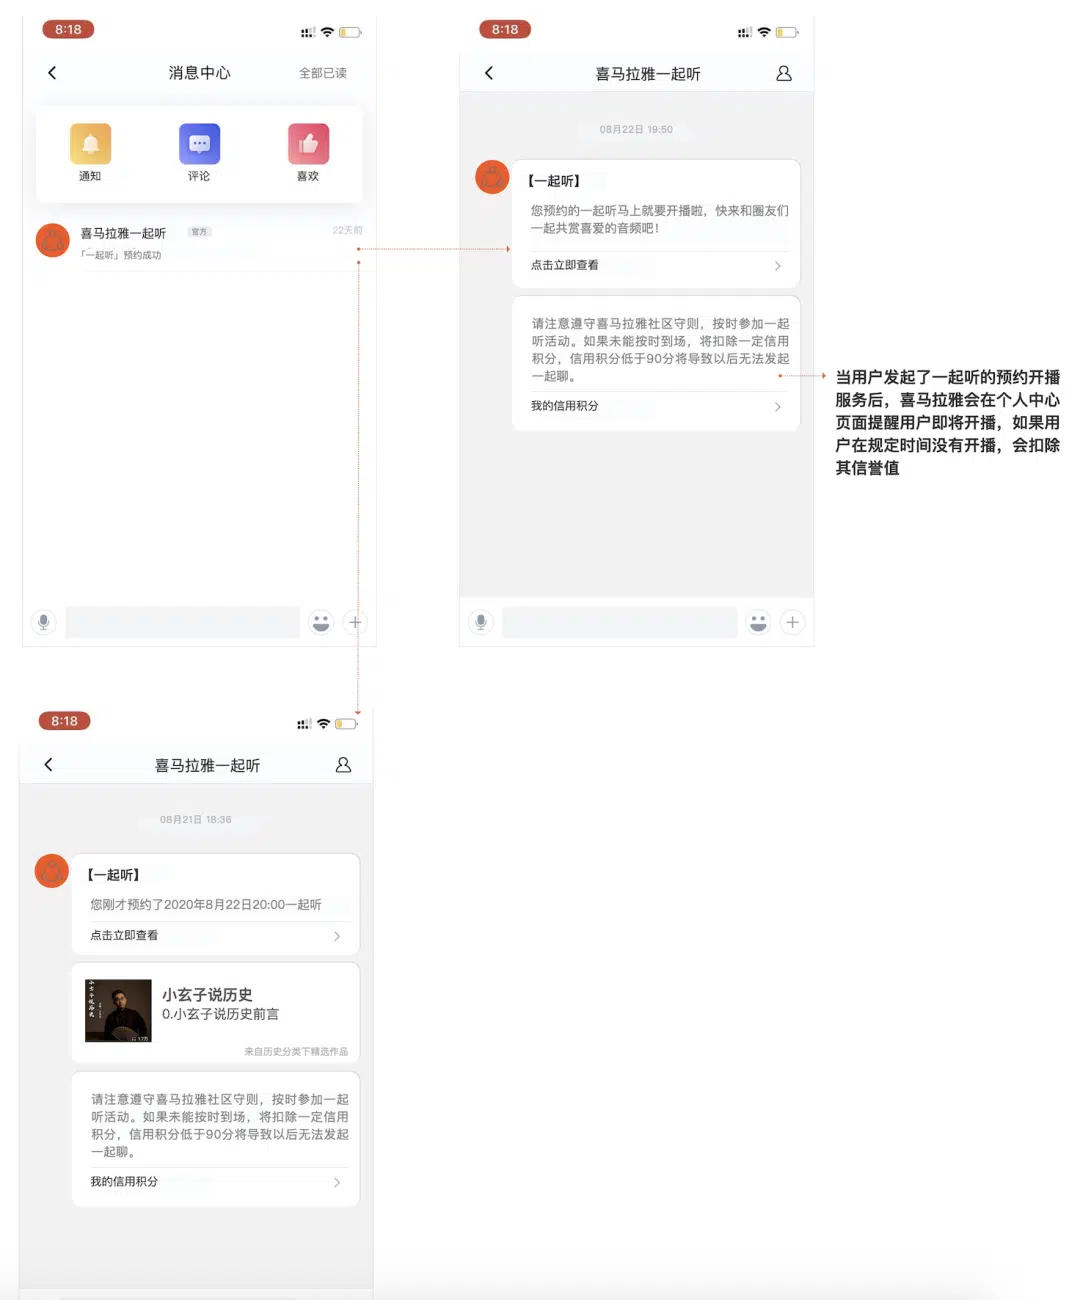 8:18
消息中心
全部已读
通知
评论
喜欢
喜马拉雅一起听
官方
22天前
「一起听」预约成功
8:18
喜马拉雅一起听
08月22日 19:50
【一起听】
您预约的一起听马上就要开播啦，快来和圈友们
一起共赏喜爱的音频吧！
点击立即查看
请注意遵守喜马拉雅社区守则，按时参加一起
听活动。如果未能按时到场，将扣除一定信用
积分，信用积分低于90分将导致以后无法发起
一起聊。
我的信用积分
当用户发起了一起听的预约开播
服务后，喜马拉雅会在个人中心
页面提醒用户即将开播，如果用
户在规定时间没有开播，会扣除
其信誉值
8:18
喜马拉雅一起听
08月21日 18:36
【一起听】
您刚才预约了2020年8月22日20:00一起听
点击立即查看
小玄子说历史
小玄子说历史
0.小玄子说历史前言
来自历史分类下精选作品
请注意遵守喜马拉雅社区守则，按时参加一起
听活动。如果未能按时到场，将扣除一定信用
积分，信用积分低于90分将导致以后无法发起
一起聊。
我的信用积分